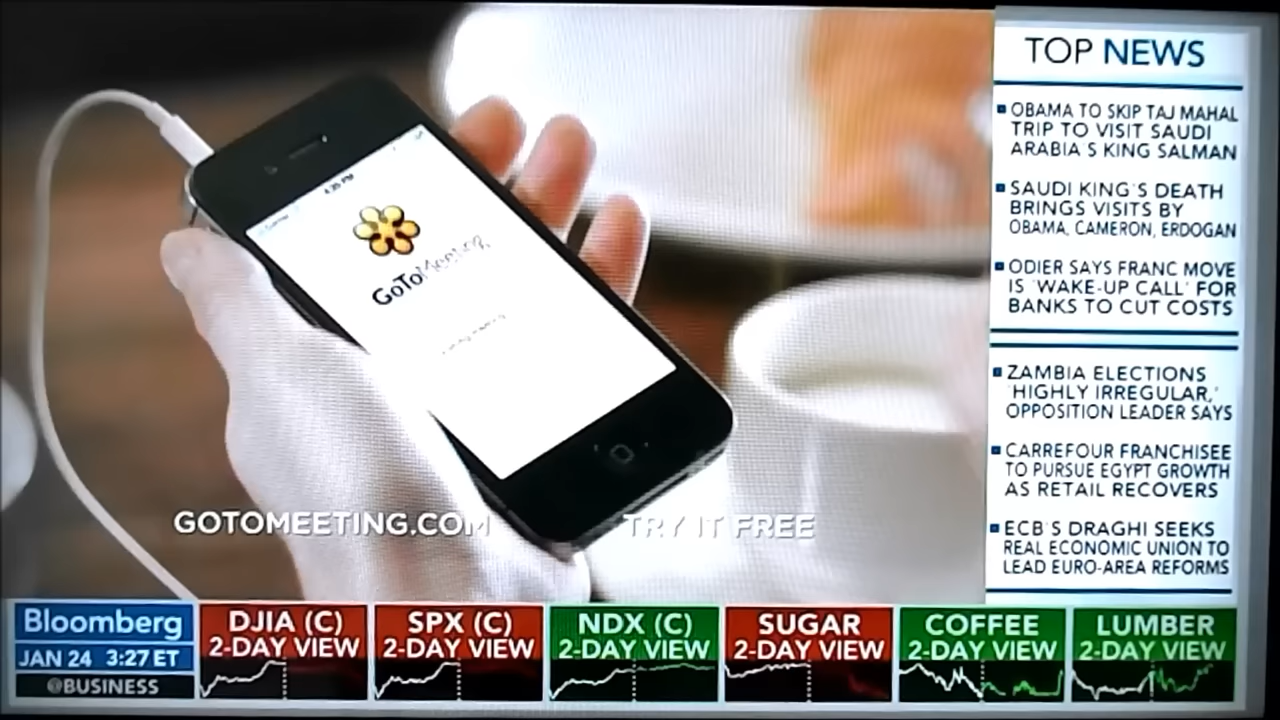 4:35 PM
GoToMeeting
GOTOMEETING.COM
TRY IT FREE
TOP NEWS
OBAMA TO SKIP TAJ MAHAL
TRIP TO VISIT SAUDI
ARABIA'S KING SALMAN
SAUDI KING'S DEATH
BRINGS VISITS BY
OBAMA, CAMERON, ERDOGAN
ODIER SAYS FRANC MOVE
IS 'WAKE-UP CALL' FOR
BANKS TO CUT COSTS
ZAMBIA ELECTIONS
'HIGHLY IRREGULAR,'
OPPOSITION LEADER SAYS
CARREFOUR FRANCHISEE
TO PURSUE EGYPT GROWTH
AS RETAIL RECOVERS
ECB'S DRAGHI SEEKS
REAL ECONOMIC UNION TO
LEAD EURO-AREA REFORMS
Bloomberg
JAN 24 3:27 ET
@BUSINESS
DJIA (C)
2-DAY VIEW
SPX (C)
2-DAY VIEW
NDX (C)
2-DAY VIEW
SUGAR
2-DAY VIEW
COFFEE
2-DAY VIEW
LUMBER
2-DAY VIEW